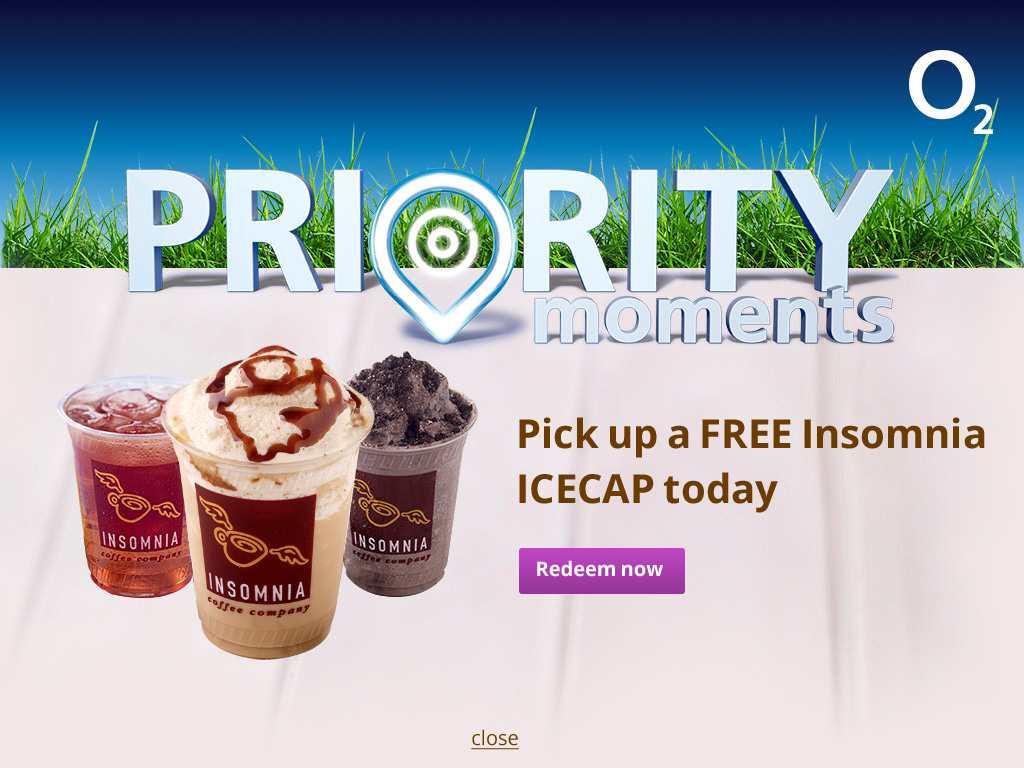 O2
PRIORITY
moments
Pick up a FREE Insomnia
ICECAP today
Redeem now
INSOMNIA
coffee company
INSOMNIA
coffee company
INSOMNIA
coffee company
close